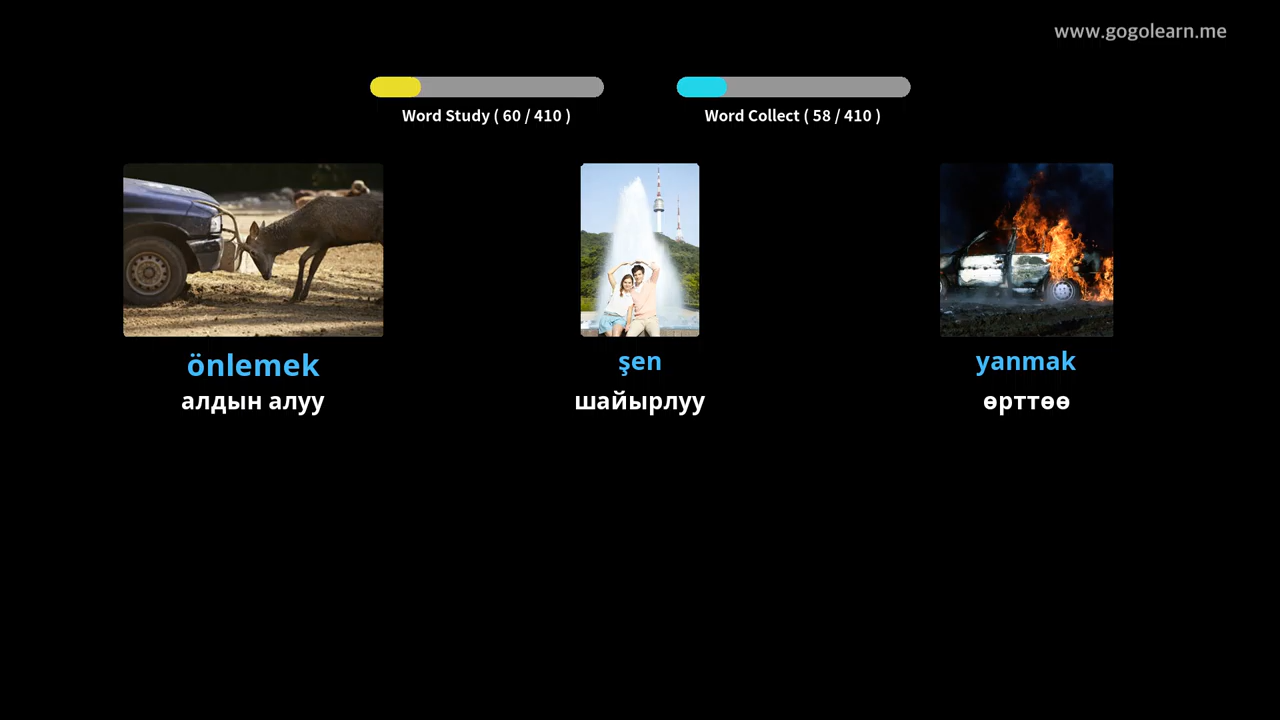 www.gogolearn.me
Word Study ( 60 / 410 )
Word Collect ( 58 / 410 )
önlemek
şen
yanmak
алдын алуу
шайырлуу
өрттөө